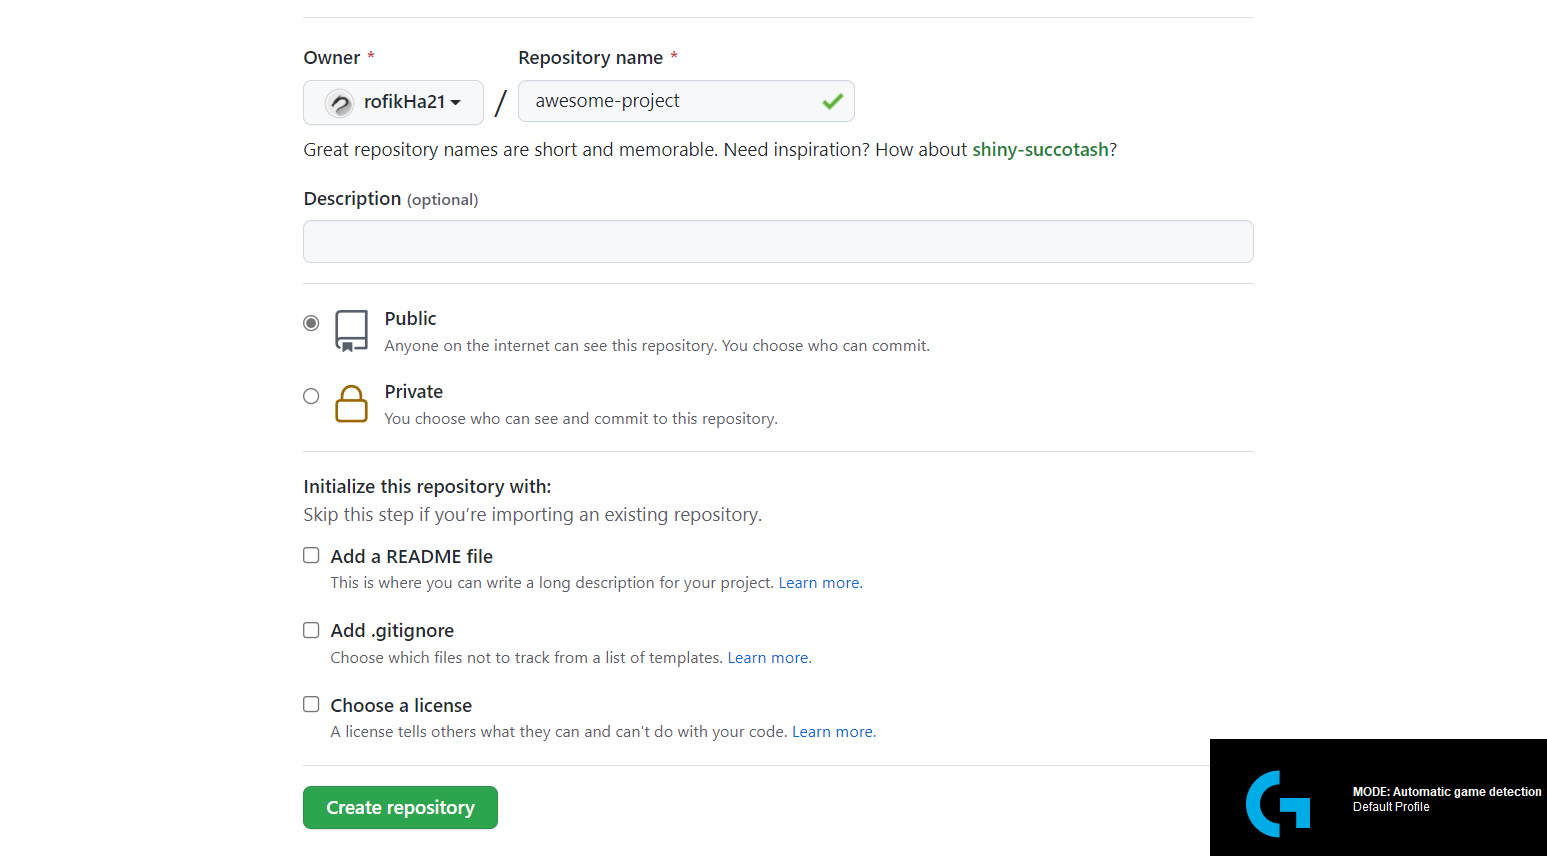 Owner *
Repository name *
rofikHa21
/
awesome-project
Great repository names are short and memorable. Need inspiration? How about shiny-succotash?
Description (optional)
Public
Anyone on the internet can see this repository. You choose who can commit.
Private
You choose who can see and commit to this repository.
Initialize this repository with:
Skip this step if you’re importing an existing repository.
Add a README file
This is where you can write a long description for your project. Learn more.
Add .gitignore
Choose which files not to track from a list of templates. Learn more.
Choose a license
A license tells others what they can and can't do with your code. Learn more.
Create repository
MODE: Automatic game detection
Default Profile